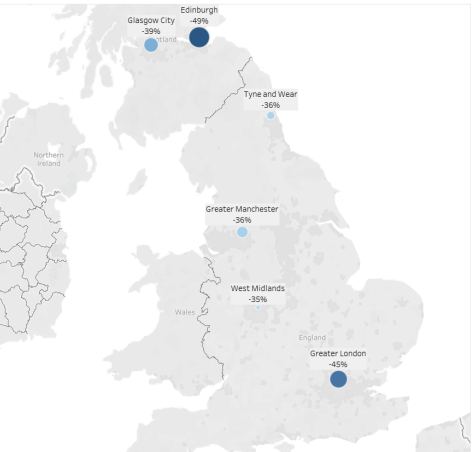 Edinburgh
-49%
Glasgow City
-39%
Tyne and Wear
-36%
Northern
Ireland
Greater Manchester
-36%
West Midlands
-35%
Wales
England
Greater London
-45%